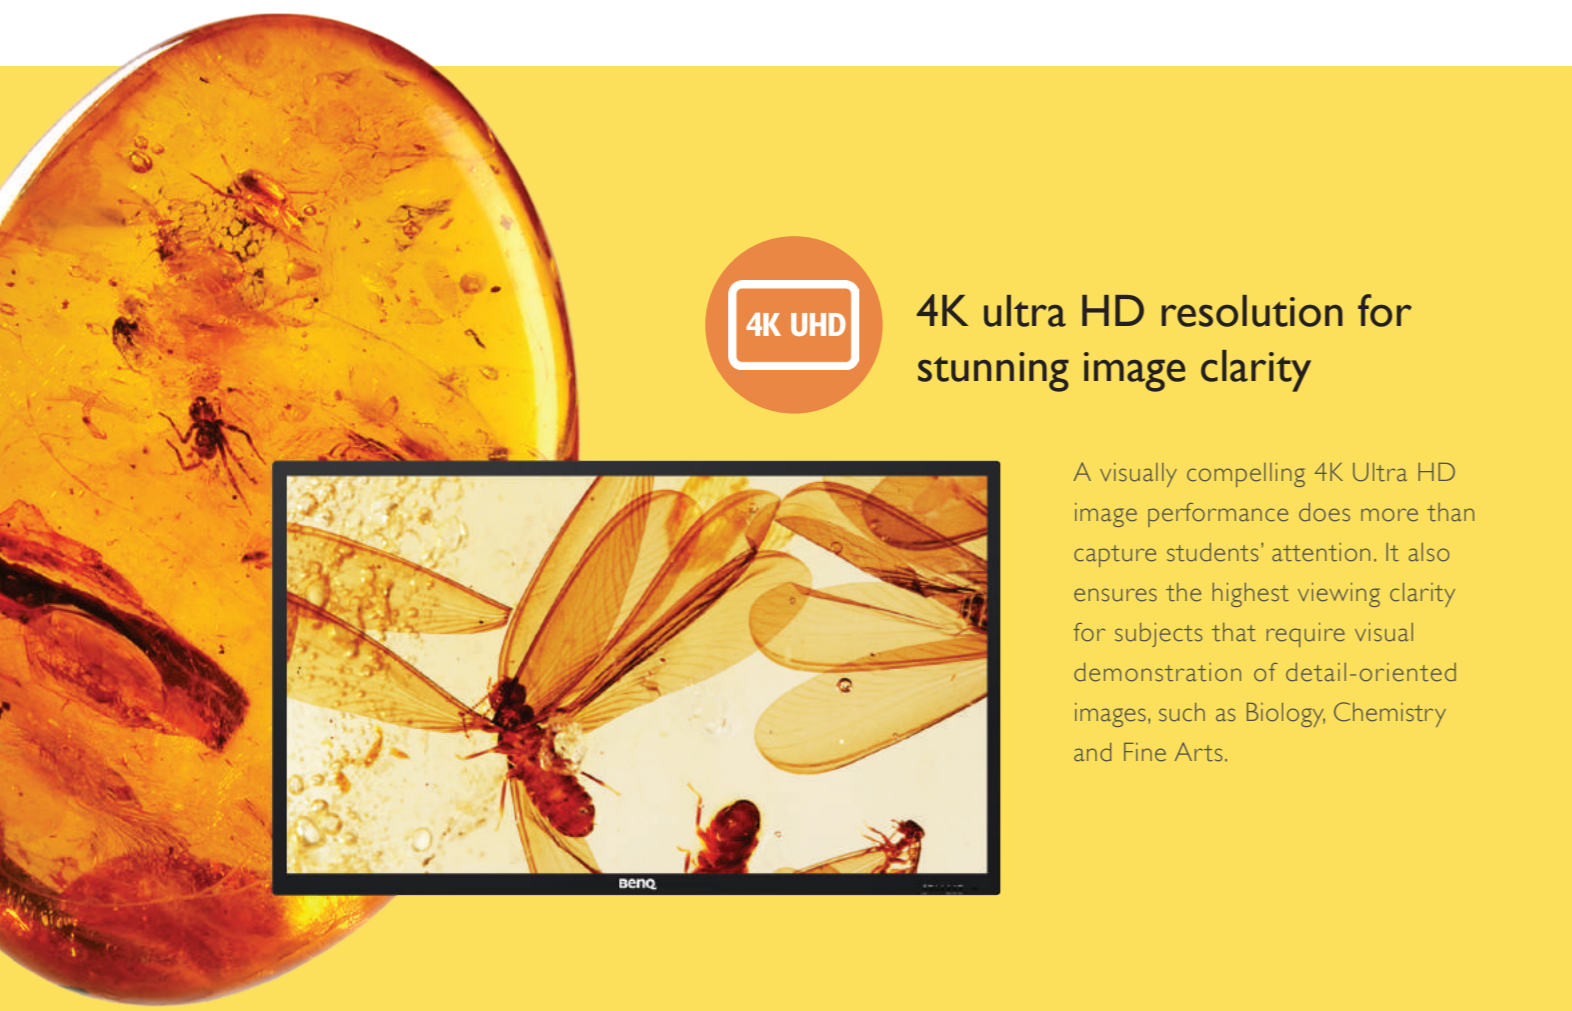 4K UHD
4K ultra HD resolution for
stunning image clarity
A visually compelling 4K Ultra HD
image performance does more than
capture students’ attention. It also
ensures the highest viewing clarity
for subjects that require visual
demonstration of detail-oriented
images, such as Biology, Chemistry
and Fine Arts.
BenQ